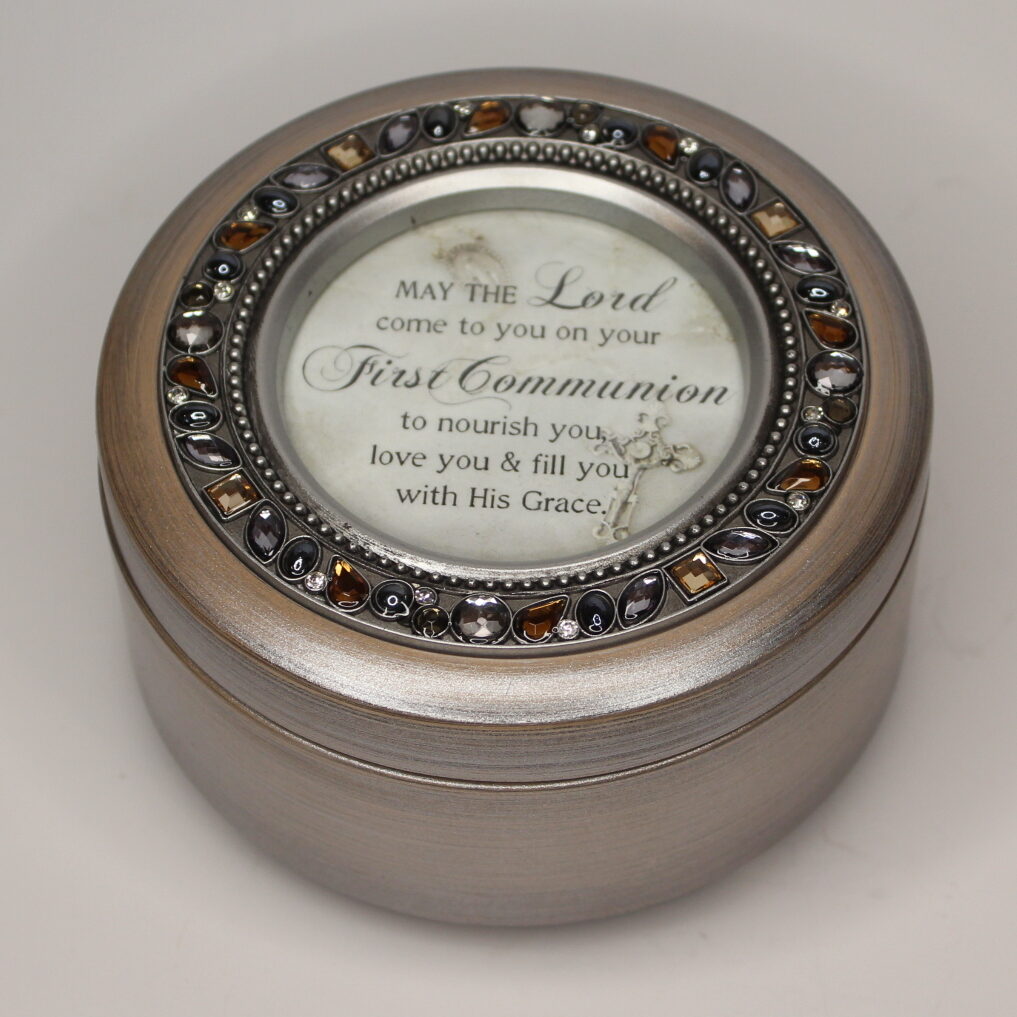 MAY THE Lord
come to you on your
First Communion
to nourish you,
love you & fill you
with His Grace.